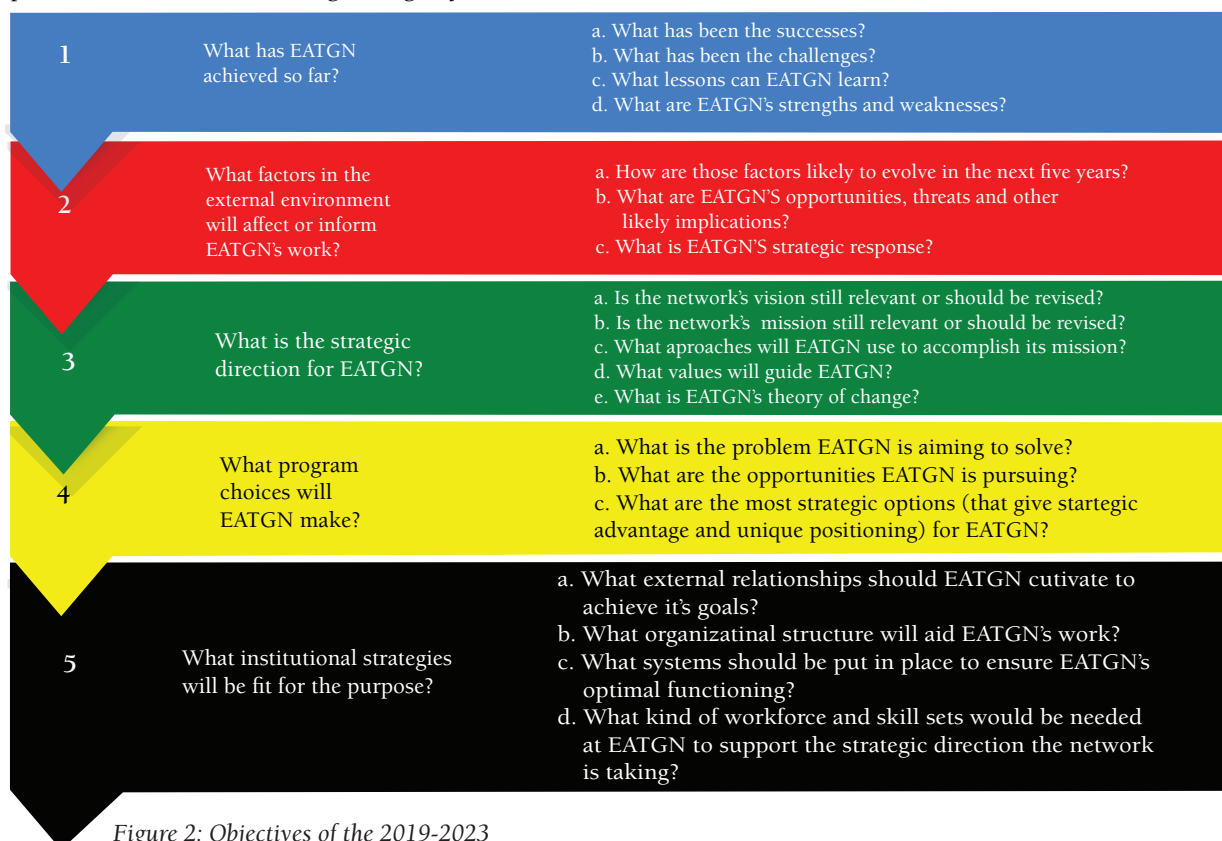 1
What has EATGN
achieved so far?
a. What has been the successes?
b. What has been the challenges?
c. What lessons can EATGN learn?
d. What are EATGN's strengths and weaknesses?
2
What factors in the
external environment
will affect or inform
EATGN's work?
a. How are those factors likely to evolve in the next five years?
b. What are EATGN'S opportunities, threats and other
likely implications?
c. What is EATGN'S strategic response?
3
What is the strategic
direction for EATGN?
a. Is the network's vision still relevant or should be revised?
b. Is the network's mission still relevant or should be revised?
c. What aproaches will EATGN use to accomplish its mission?
d. What values will guide EATGN?
e. What is EATGN's theory of change?
4
What program
choices will
EATGN make?
a. What is the problem EATGN is aiming to solve?
b. What are the opportunities EATGN is pursuing?
c. What are the most strategic options (that give startegic
advantage and unique positioning) for EATGN?
5
What institutional strategies
will be fit for the purpose?
a. What external relationships should EATGN cutivate to
achieve it's goals?
b. What organizatinal structure will aid EATGN's work?
c. What systems should be put in place to ensure EATGN's
optimal functioning?
d. What kind of workforce and skill sets would be needed
at EATGN to support the strategic direction the network
is taking?
Figure 2: Objectives of the 2019-2023